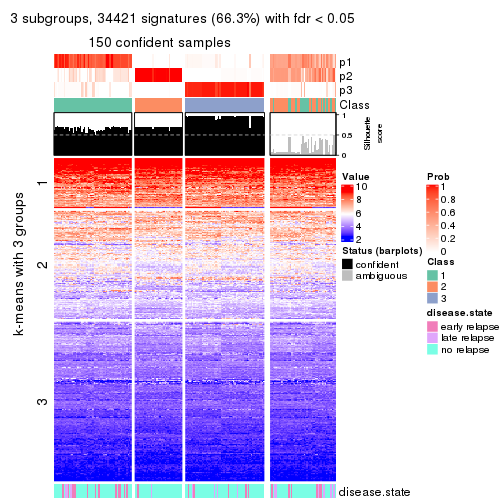 3 subgroups, 34421 signatures (66.3%) with fdr < 0.05
150 confident samples
p1
p2
p3
Class
1
0.5
0
Silhouette
score
k-means with 3 groups
1
2
3
disease.state
Value
10
8
6
4
2
Status (barplots)
confident
ambiguous
Prob
1
0.8
0.6
0.4
0.2
0
Class
1
2
3
disease.state
early relapse
late relapse
no relapse